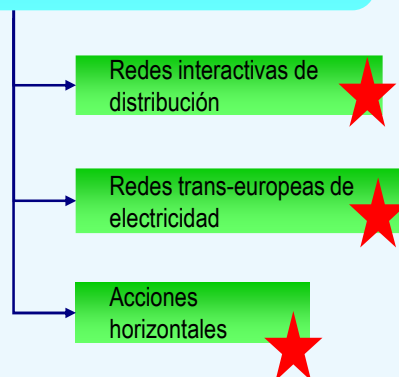 Redes interactivas de
distribución
Redes trans-europeas de
electricidad
Acciones
horizontales